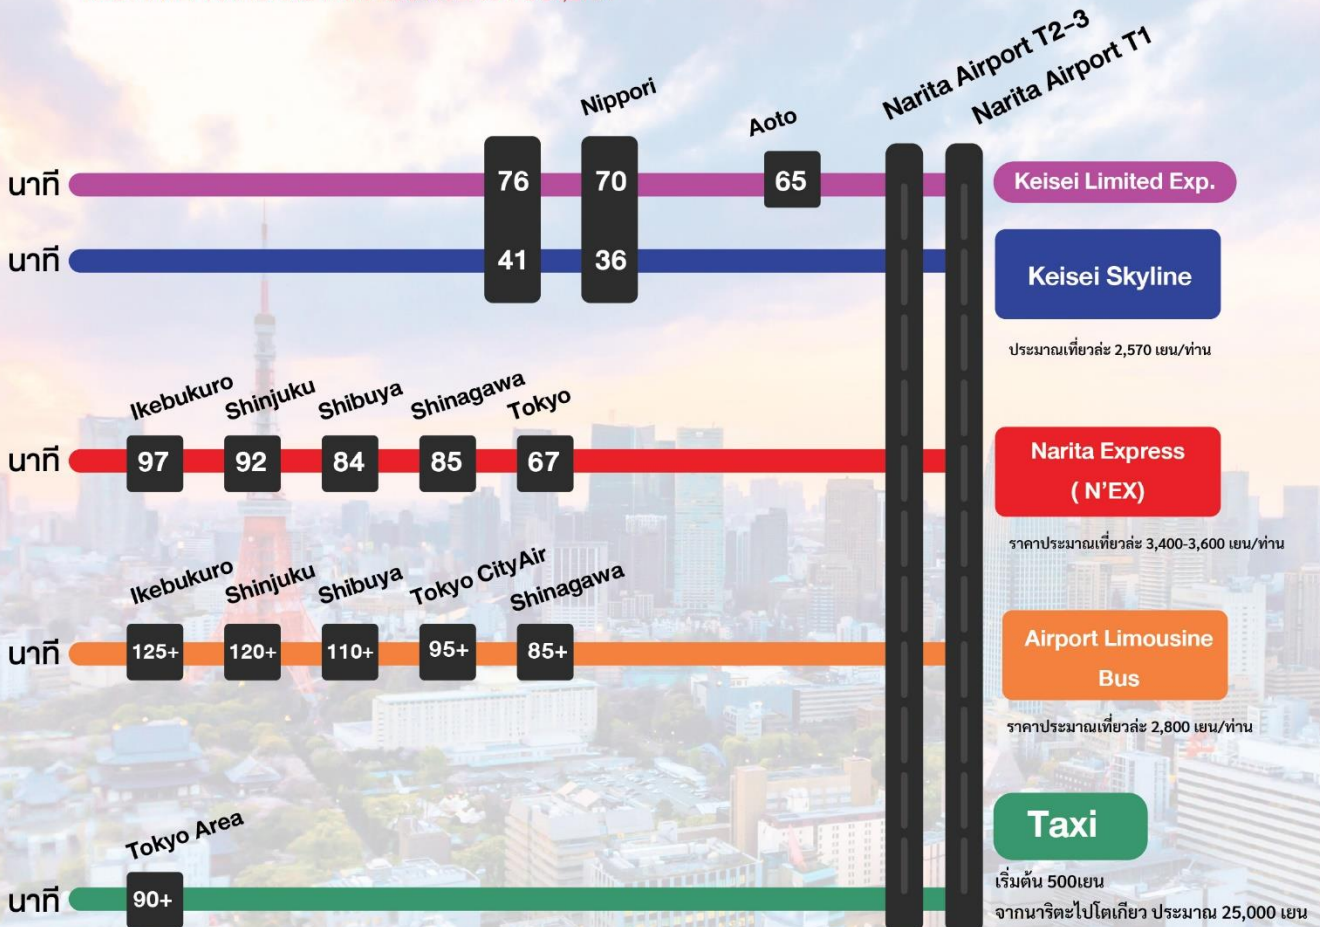 Narita Airport T2-3
Narita Airport T1
Nippori
Aoto
นาที
76
70
65
Keisei Limited Exp.
นาที
41
36
Keisei Skyline
ประมาณเที่ยวล่ะ 2,570 เยน/ท่าน
Ikebukuro
Shinjuku
Shibuya
Shinagawa
Tokyo
นาที
97
92
84
85
67
Narita Express
( N'EX)
ราคาประมาณเที่ยวล่ะ 3,400-3,600 เยน/ท่าน
Ikebukuro
Shinjuku
Shibuya
Tokyo CityAir
Shinagawa
นาที
125+
120+
110+
95+
85+
Airport Limousine
Bus
ราคาประมาณเที่ยวล่ะ 2,800 เยน/ท่าน
Tokyo Area
นาที
90+
Taxi
เริ่มต้น 500เยน
จากนาริตะไปโตเกียว ประมาณ 25,000 เยน